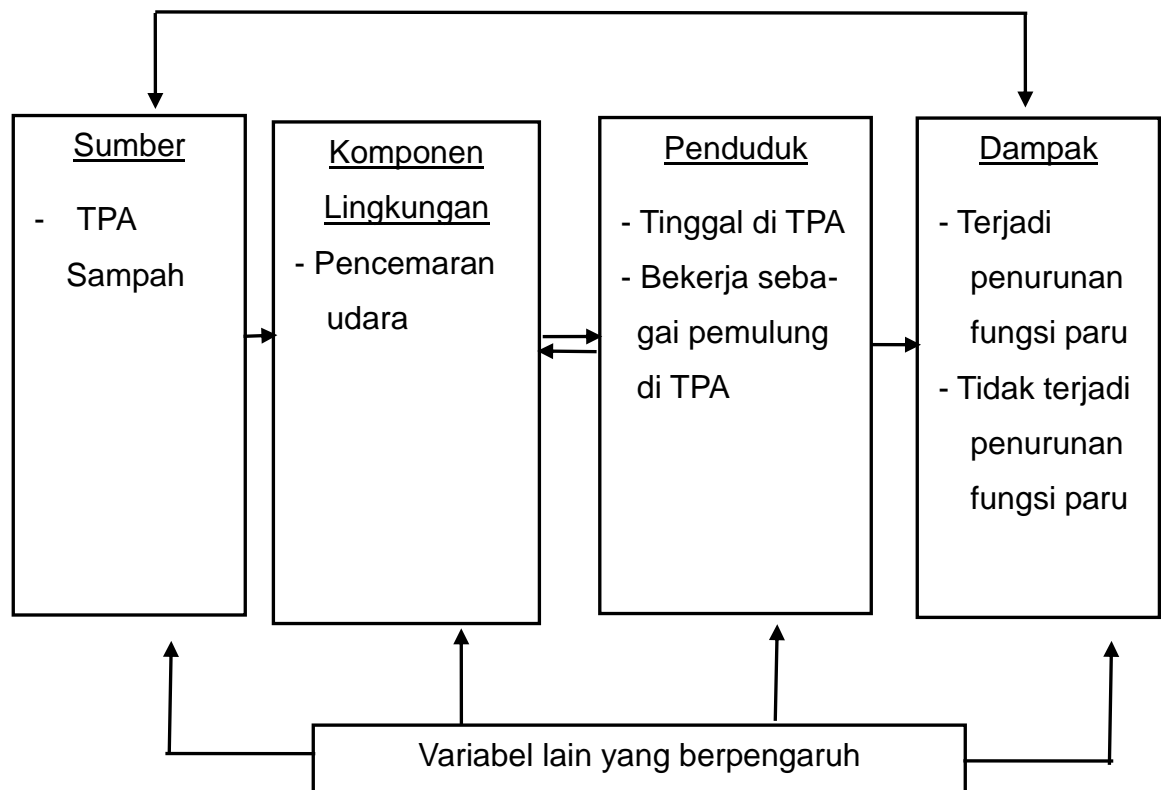 Sumber
- TPA
Sampah
Komponen
Lingkungan
- Pencemaran
udara
Penduduk
- Tinggal di TPA
- Bekerja seba-
gai pemulung
di TPA
Dampak
- Terjadi
penurunan
fungsi paru
- Tidak terjadi
penurunan
fungsi paru
Variabel lain yang berpengaruh